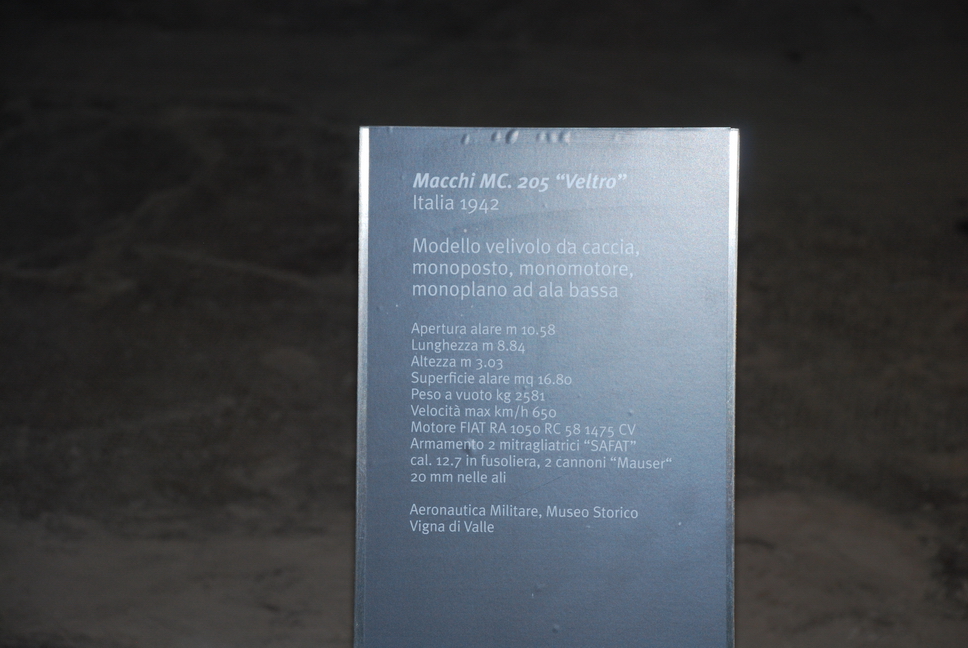 Macchi MC. 205 “Veltro”
Italia 1942
Modello velivolo da caccia,
monoposto, monomotore,
monoplano ad ala bassa
Apertura alare m 10.58
Lunghezza m 8.84
Altezza m 3.03
Superficie alare mq 16.80
Peso a vuoto kg 2581
Velocità max km/h 650
Motore FIAT RA 1050 RC 58 1475 CV
Armamento 2 mitragliatrici “SAFAT”
cal. 12.7 in fusoliera, 2 cannoni “Mauser“
20 mm nelle ali
Aeronautica Militare, Museo Storico
Vigna di Valle